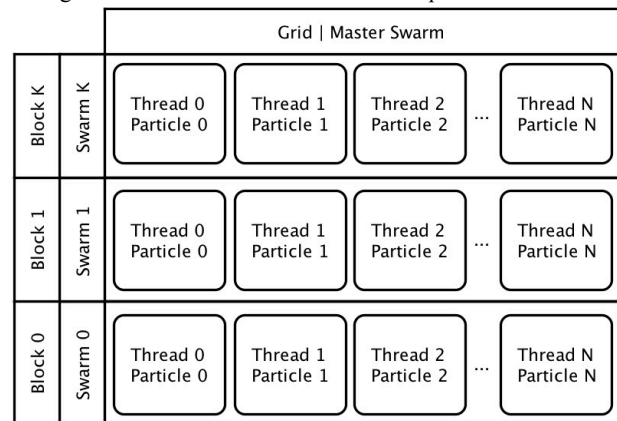 Grid | Master Swarm
Block K
Swarm K
Thread 0
Particle 0
Thread 1
Particle 1
Thread 2
Particle 2
...
Thread N
Particle N
Block 1
Swarm 1
Thread 0
Particle 0
Thread 1
Particle 1
Thread 2
Particle 2
...
Thread N
Particle N
Block 0
Swarm 0
Thread 0
Particle 0
Thread 1
Particle 1
Thread 2
Particle 2
...
Thread N
Particle N